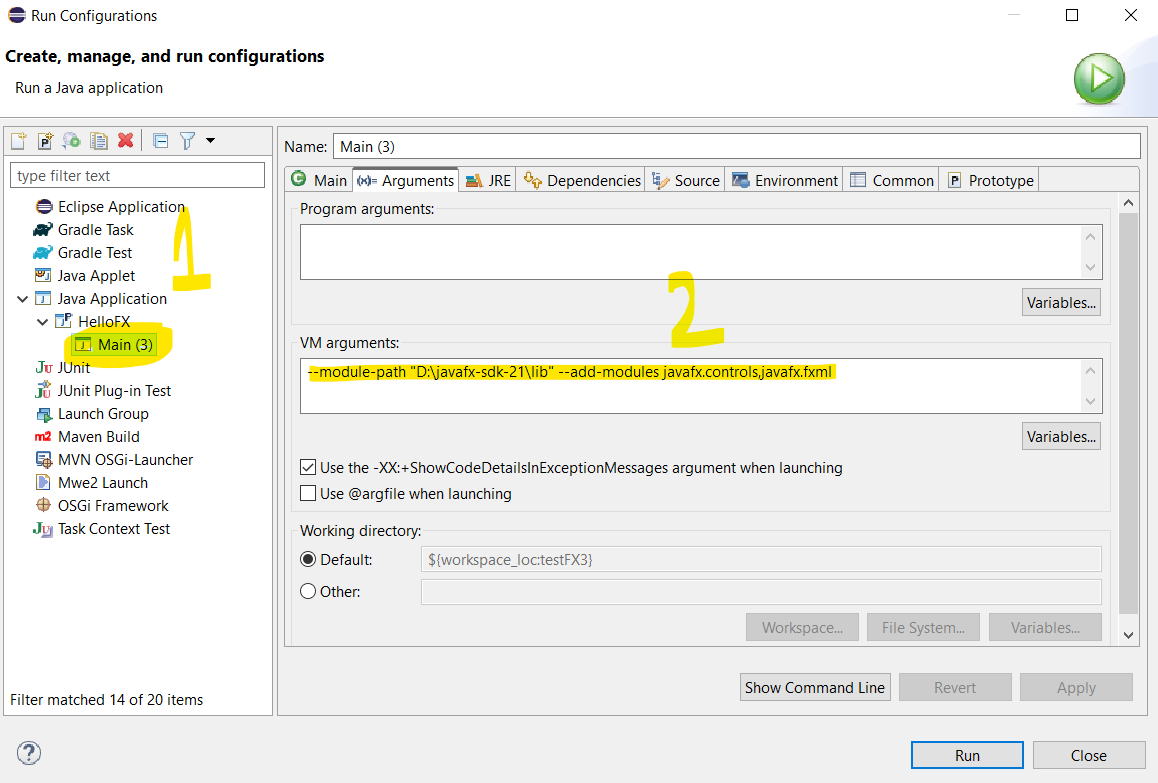 Run Configurations
Create, manage, and run configurations
Run a Java application
Name: Main (3)
type filter text
Eclipse Application
Gradle Task
Gradle Test
Java Applet
Java Application
HelloFX
Main (3)
JUnit
JUnit Plug-in Test
Launch Group
Maven Build
MVN OSGi-Launcher
Mwe2 Launch
OSGi Framework
Task Context Test
1
Filter matched 14 of 20 items
Main (x)= Arguments JRE Dependencies Source Environment Common Prototype
Program arguments:
Variables...
2
VM arguments:
--module-path "D:\javafx-sdk-21\lib" --add-modules javafx.controls,javafx.fxml
Variables...
Use the -XX:+ShowCodeDetailsInExceptionMessages argument when launching
Use @argfile when launching
Working directory:
Default: ${workspace_loc:testFX3}
Other:
Workspace... File System... Variables...
Show Command Line Revert Apply
Run Close